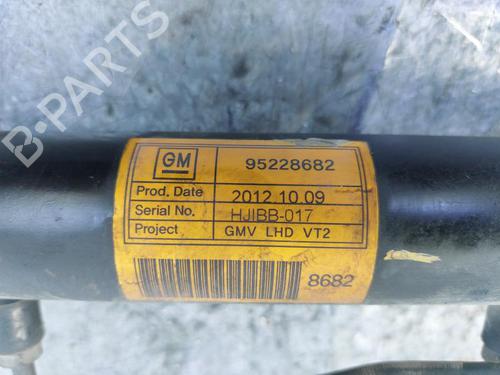 GM 95228682
Prod. Date 2012.10.09
Serial No. HJIBB-017
Project GMV LHD VT2
8682
B-PARTS